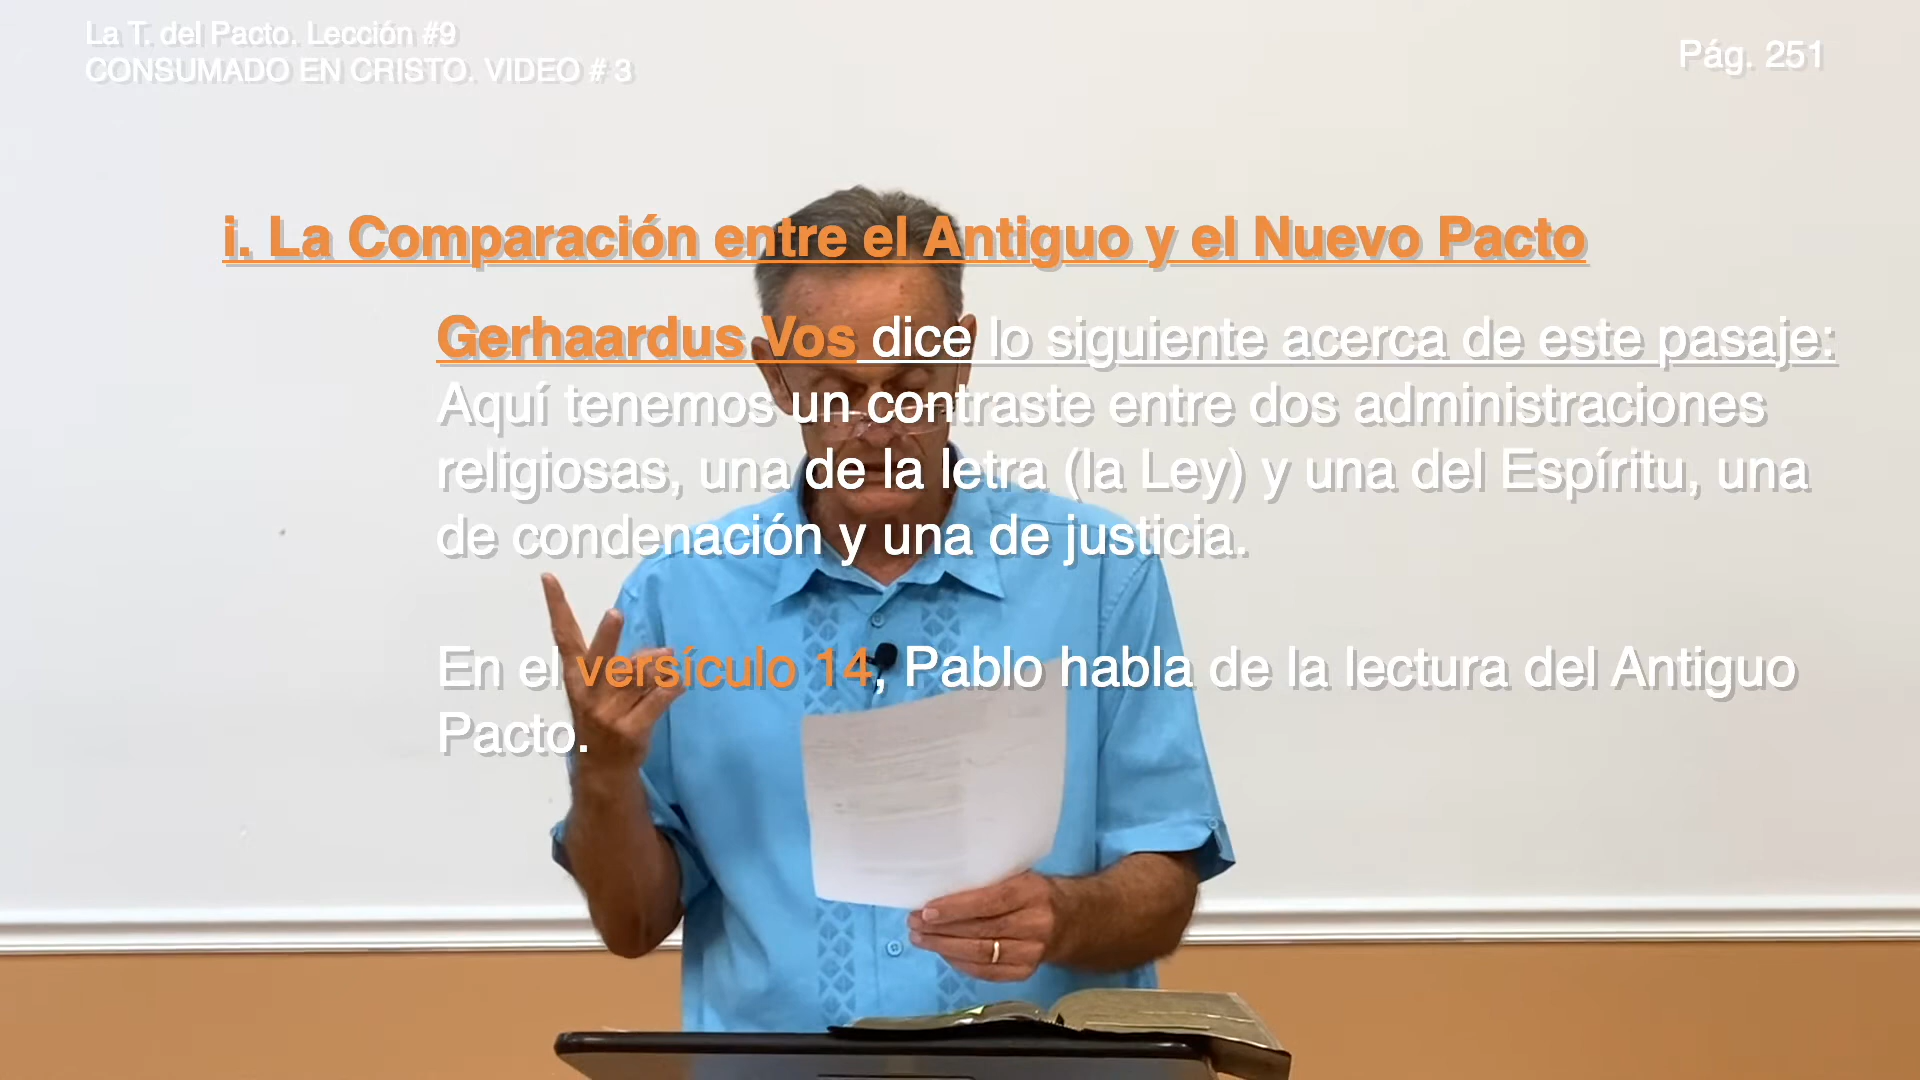 La T. del Pacto. Lección #9
CONSUMADO EN CRISTO. VIDEO # 3
Pág. 251
i. La Comparación entre el Antiguo y el Nuevo Pacto
Gerhaardus Vos dice lo siguiente acerca de este pasaje:
Aquí tenemos un contraste entre dos administraciones
religiosas, una de la letra (la Ley) y una del Espíritu, una
de condenación y una de justicia.
En el versículo 14, Pablo habla de la lectura del Antiguo
Pacto.